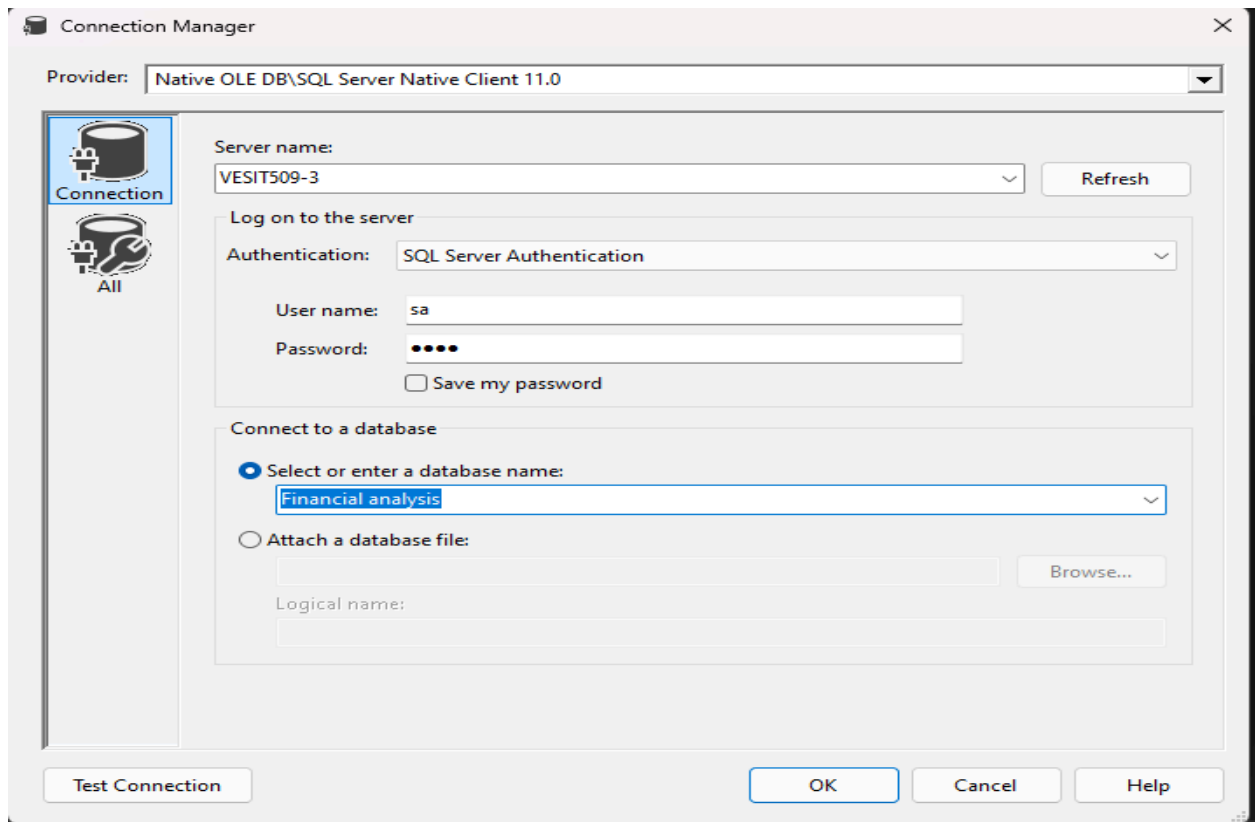 Connection Manager
Provider: Native OLE DB\SQL Server Native Client 11.0
Connection
All
Server name:
VESIT509-3 Refresh
Log on to the server
Authentication: SQL Server Authentication
User name: sa
Password: ••••
Save my password
Connect to a database
Select or enter a database name:
Financial analysis
Attach a database file:
Browse...
Logical name:
Test Connection OK Cancel Help